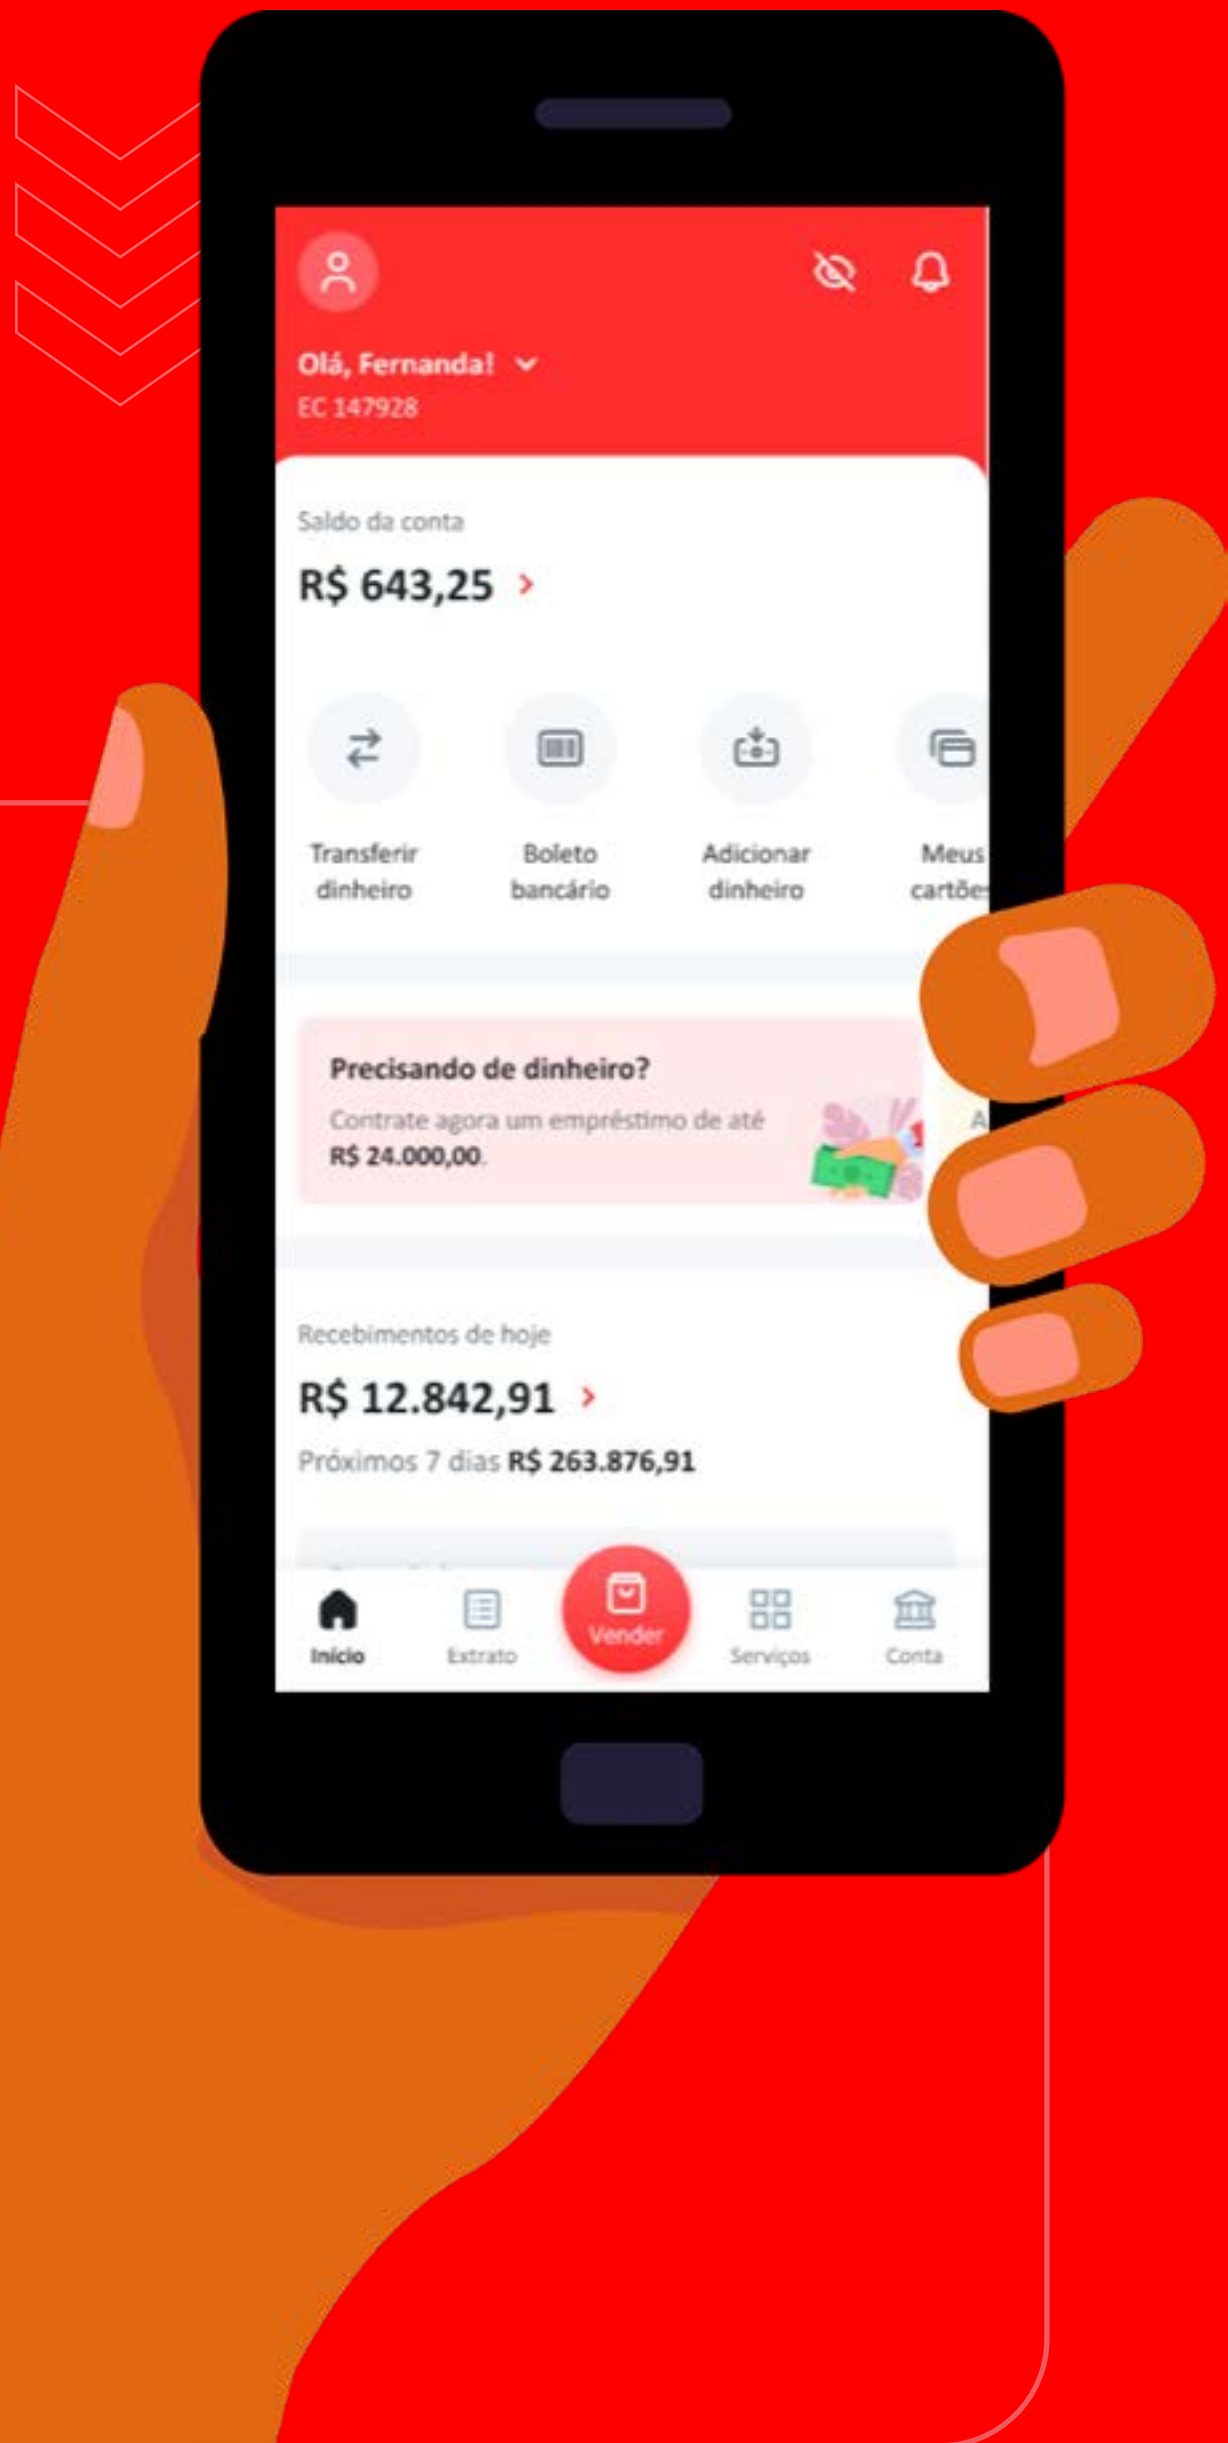 Olá, Fernanda!
EC 147928
Saldo da conta
R$ 643,25
Transferir
dinheiro
Boleto
bancário
Adicionar
dinheiro
Meus
cartões
Precisando de dinheiro?
Contrate agora um empréstimo de até
R$ 24.000,00.
A
Recebimentos de hoje
R$ 12.842,91
Próximos 7 dias R$ 263.876,91
Início
Extrato
Vender
Serviços
Conta